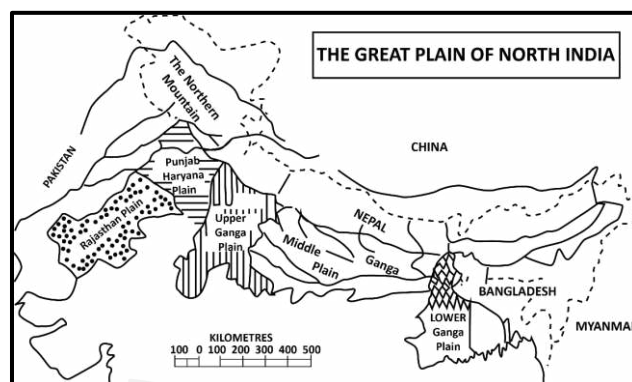 THE GREAT PLAIN OF NORTH INDIA
The Northern
Mountain
CHINA
PAKISTAN
Punjab
Haryana
Plain
Rajasthan Plain
NEPAL
Upper
Ganga
Plain
Middle
Ganga
Plain
BANGLADESH
MYANMAR
LOWER
Ganga
Plain
KILOMETRES
100 0 100 200 300 400 500